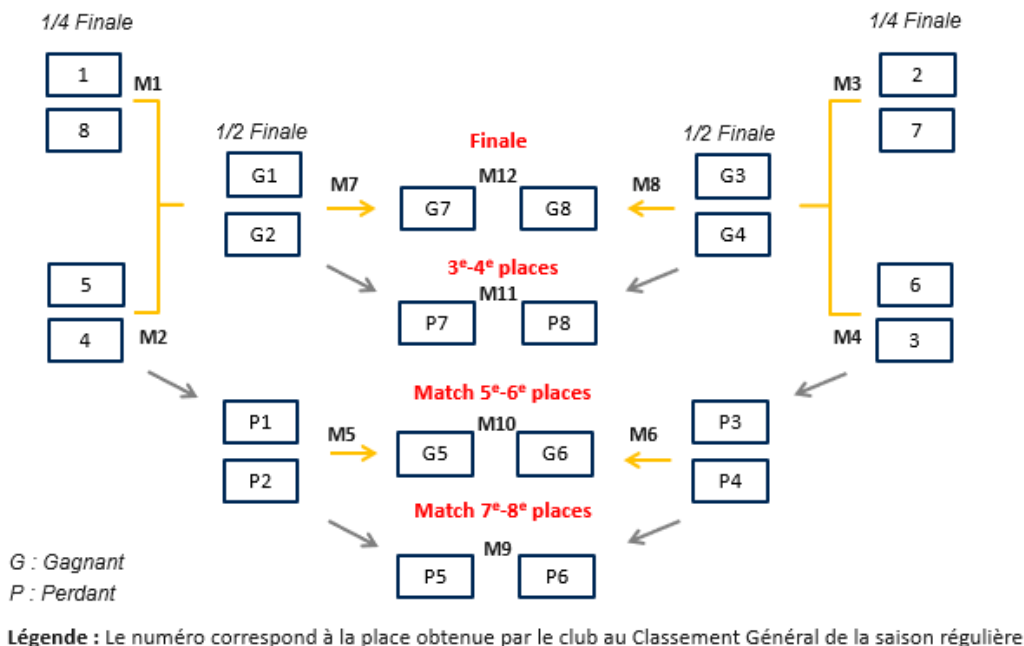 1/4 Finale
1/4 Finale
1
M1
M3
2
8
7
1/2 Finale
Finale
1/2 Finale
G1
M7
M12
M8
G3
G7
G8
G2
G4
3e-4e places
5
M11
6
P7
P8
4
M2
M4
3
Match 5e-6e places
P1
M5
M10
M6
P3
G5
G6
P2
P4
Match 7e-8e places
M9
G : Gagnant
P5
P6
P : Perdant
Légende : Le numéro correspond à la place obtenue par le club au Classement Général de la saison régulière